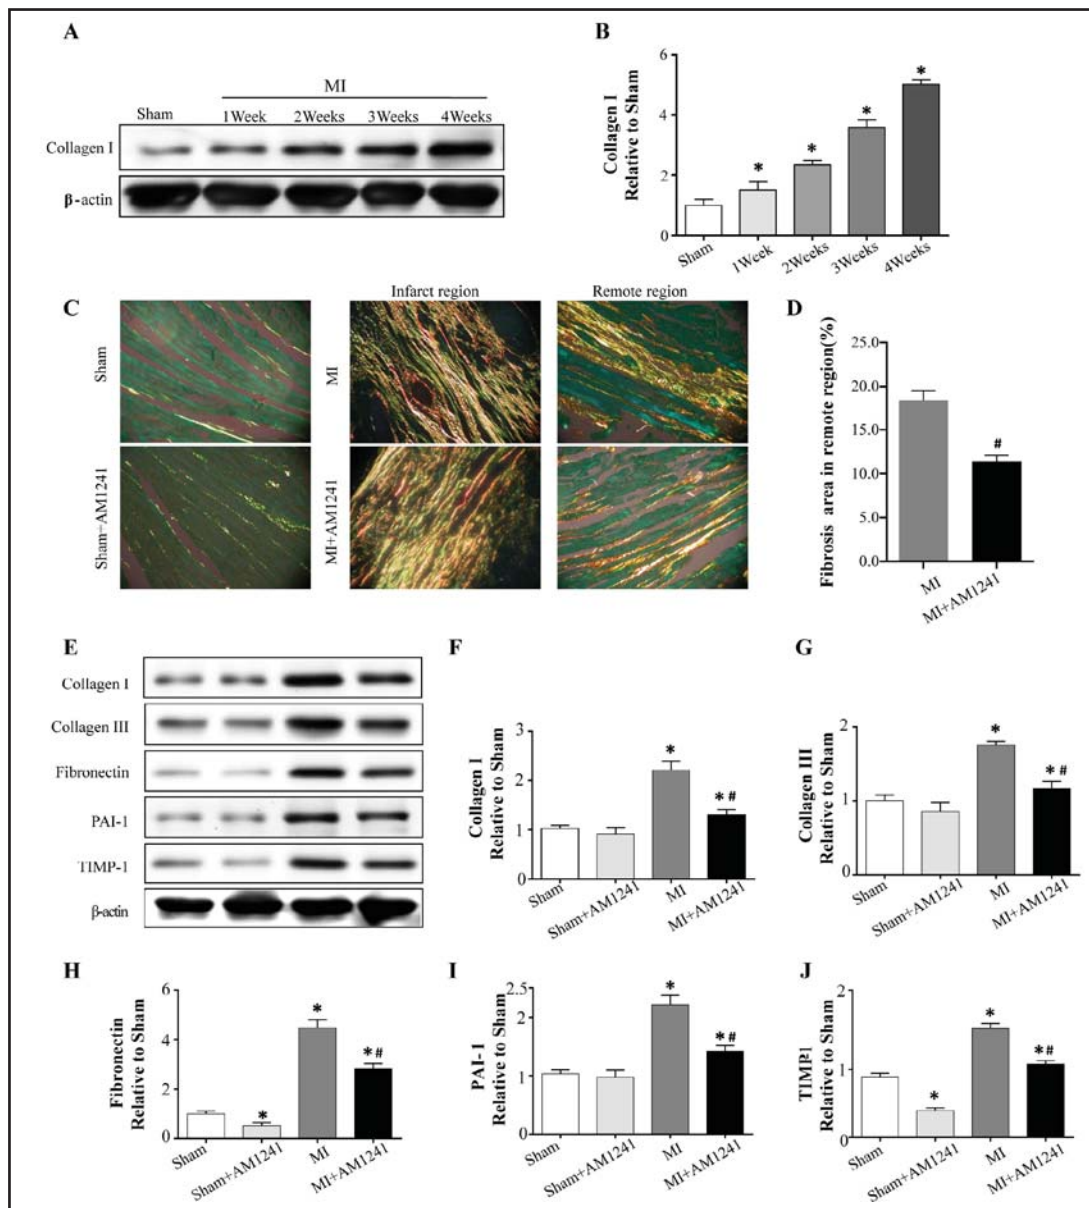 A
MI
Sham
1Week
2Weeks
3Weeks
4Weeks
Collagen I
β-actin
B
Collagen I
Relative to Sham
6
4
2
0
*
*
*
*
Sham
1Week
2Weeks
3Weeks
4Weeks
C
Infarct region
Remote region
Sham
MI
Sham+AM1241
MI+AM1241
D
Fibrosis area in remote region(%)
25.0
20.0
15.0
10.0
5.0
0.0
#
MI
MI+AM1241
E
Collagen I
Collagen III
Fibronectin
PAI-1
TIMP-1
β-actin
F
Collagen I
Relative to Sham
3
2
1
0
*
*#
Sham
Sham+AM1241
MI
MI+AM1241
G
Collagen III
Relative to Sham
2
1
0
*
*#
Sham
Sham+AM1241
MI
MI+AM1241
H
Fibronectin
Relative to Sham
6
4
2
0
*
*
*#
Sham
Sham+AM1241
MI
MI+AM1241
I
PAI-1
Relative to Sham
2.5
2
1
0
*
*#
Sham
Sham+AM1241
MI
MI+AM1241
J
TIMP1
Relative to Sham
2
1
0
*
*
*#
Sham
Sham+AM1241
MI
MI+AM1241